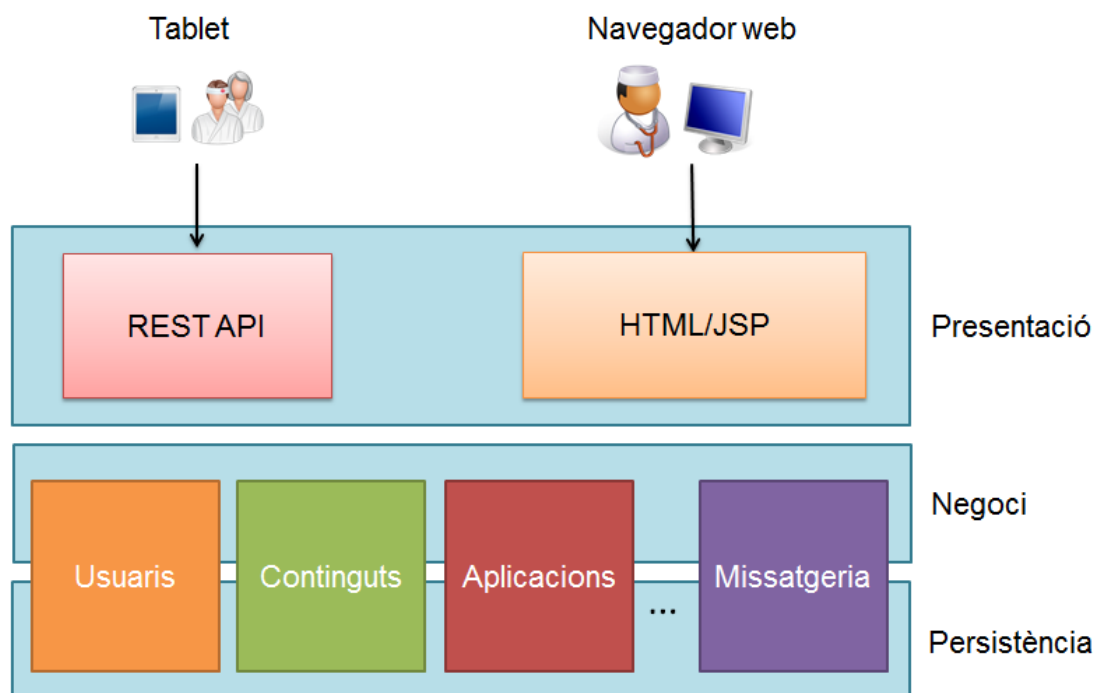 Tablet
Navegador web
REST API
HTML/JSP
Presentació
Negoci
Usuaris
Continguts
Aplicacions
...
Missatgeria
Persistència